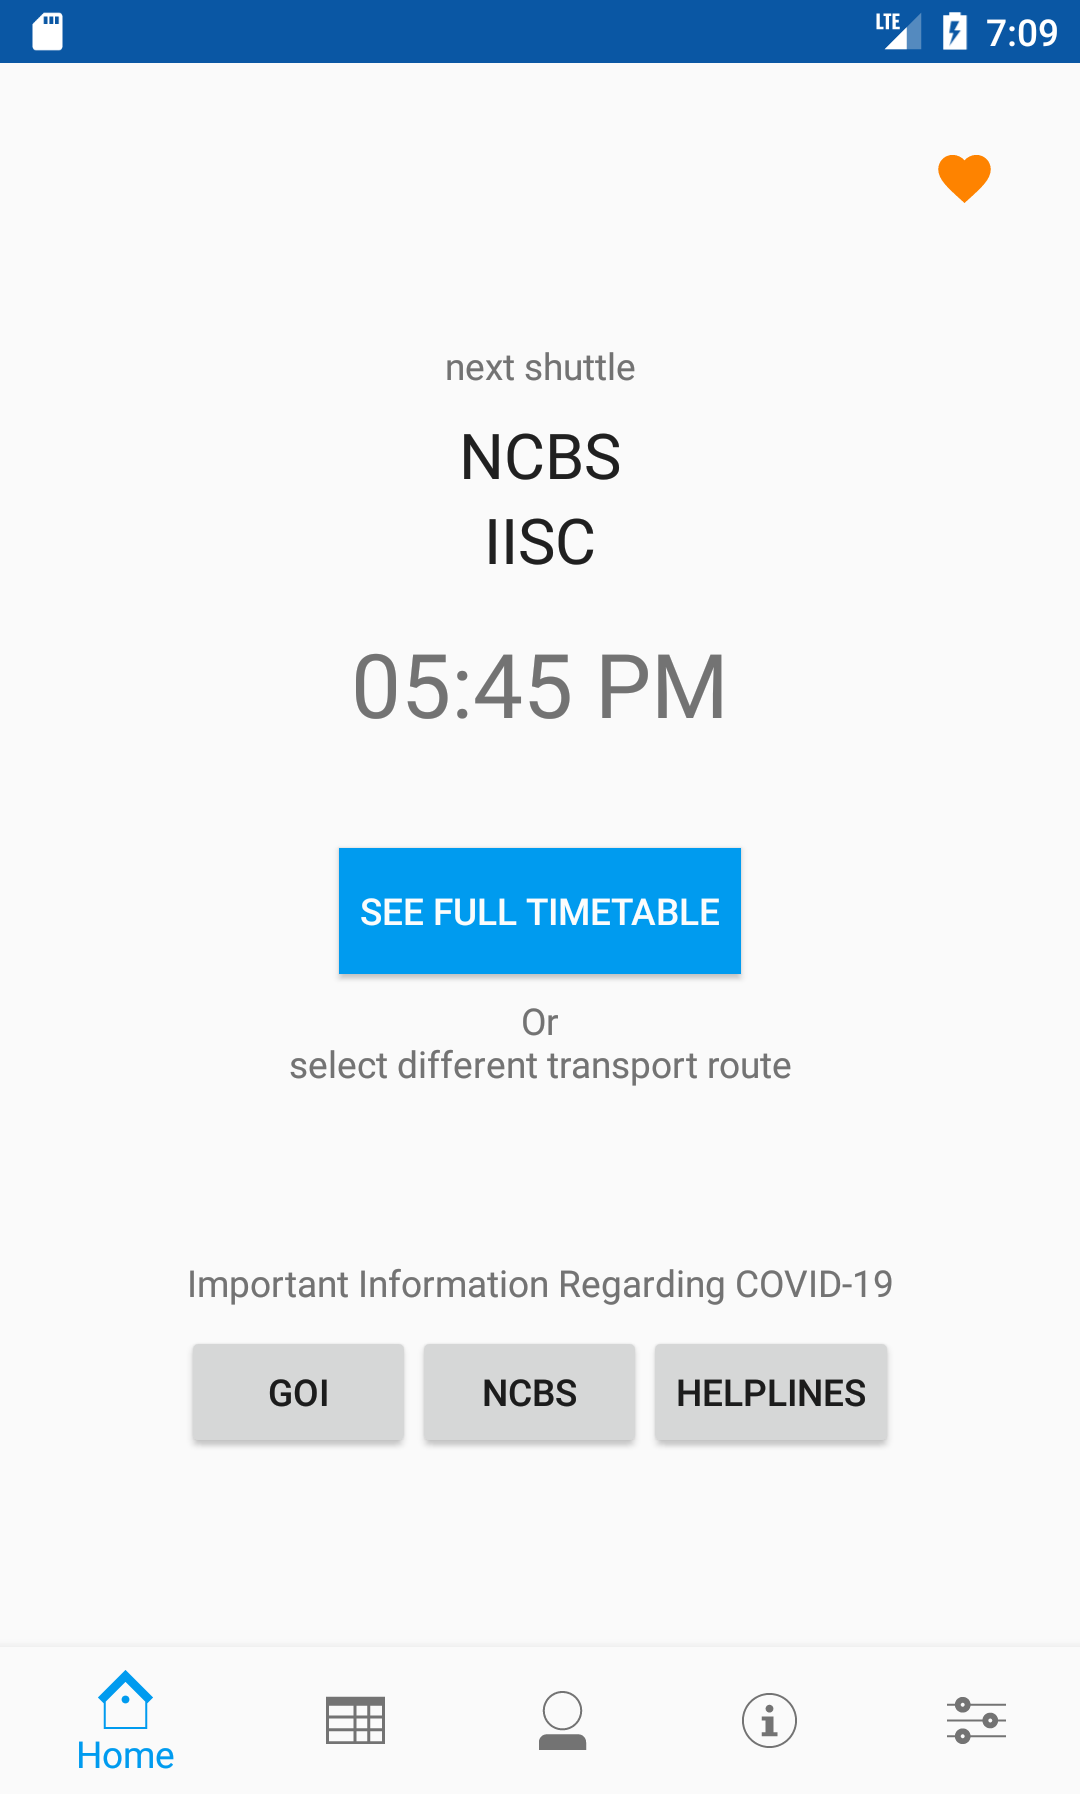 LTE 7:09
next shuttle
NCBS
IISC
05:45 PM
SEE FULL TIMETABLE
Or
select different transport route
Important Information Regarding COVID-19
GOI NCBS HELPLINES
Home